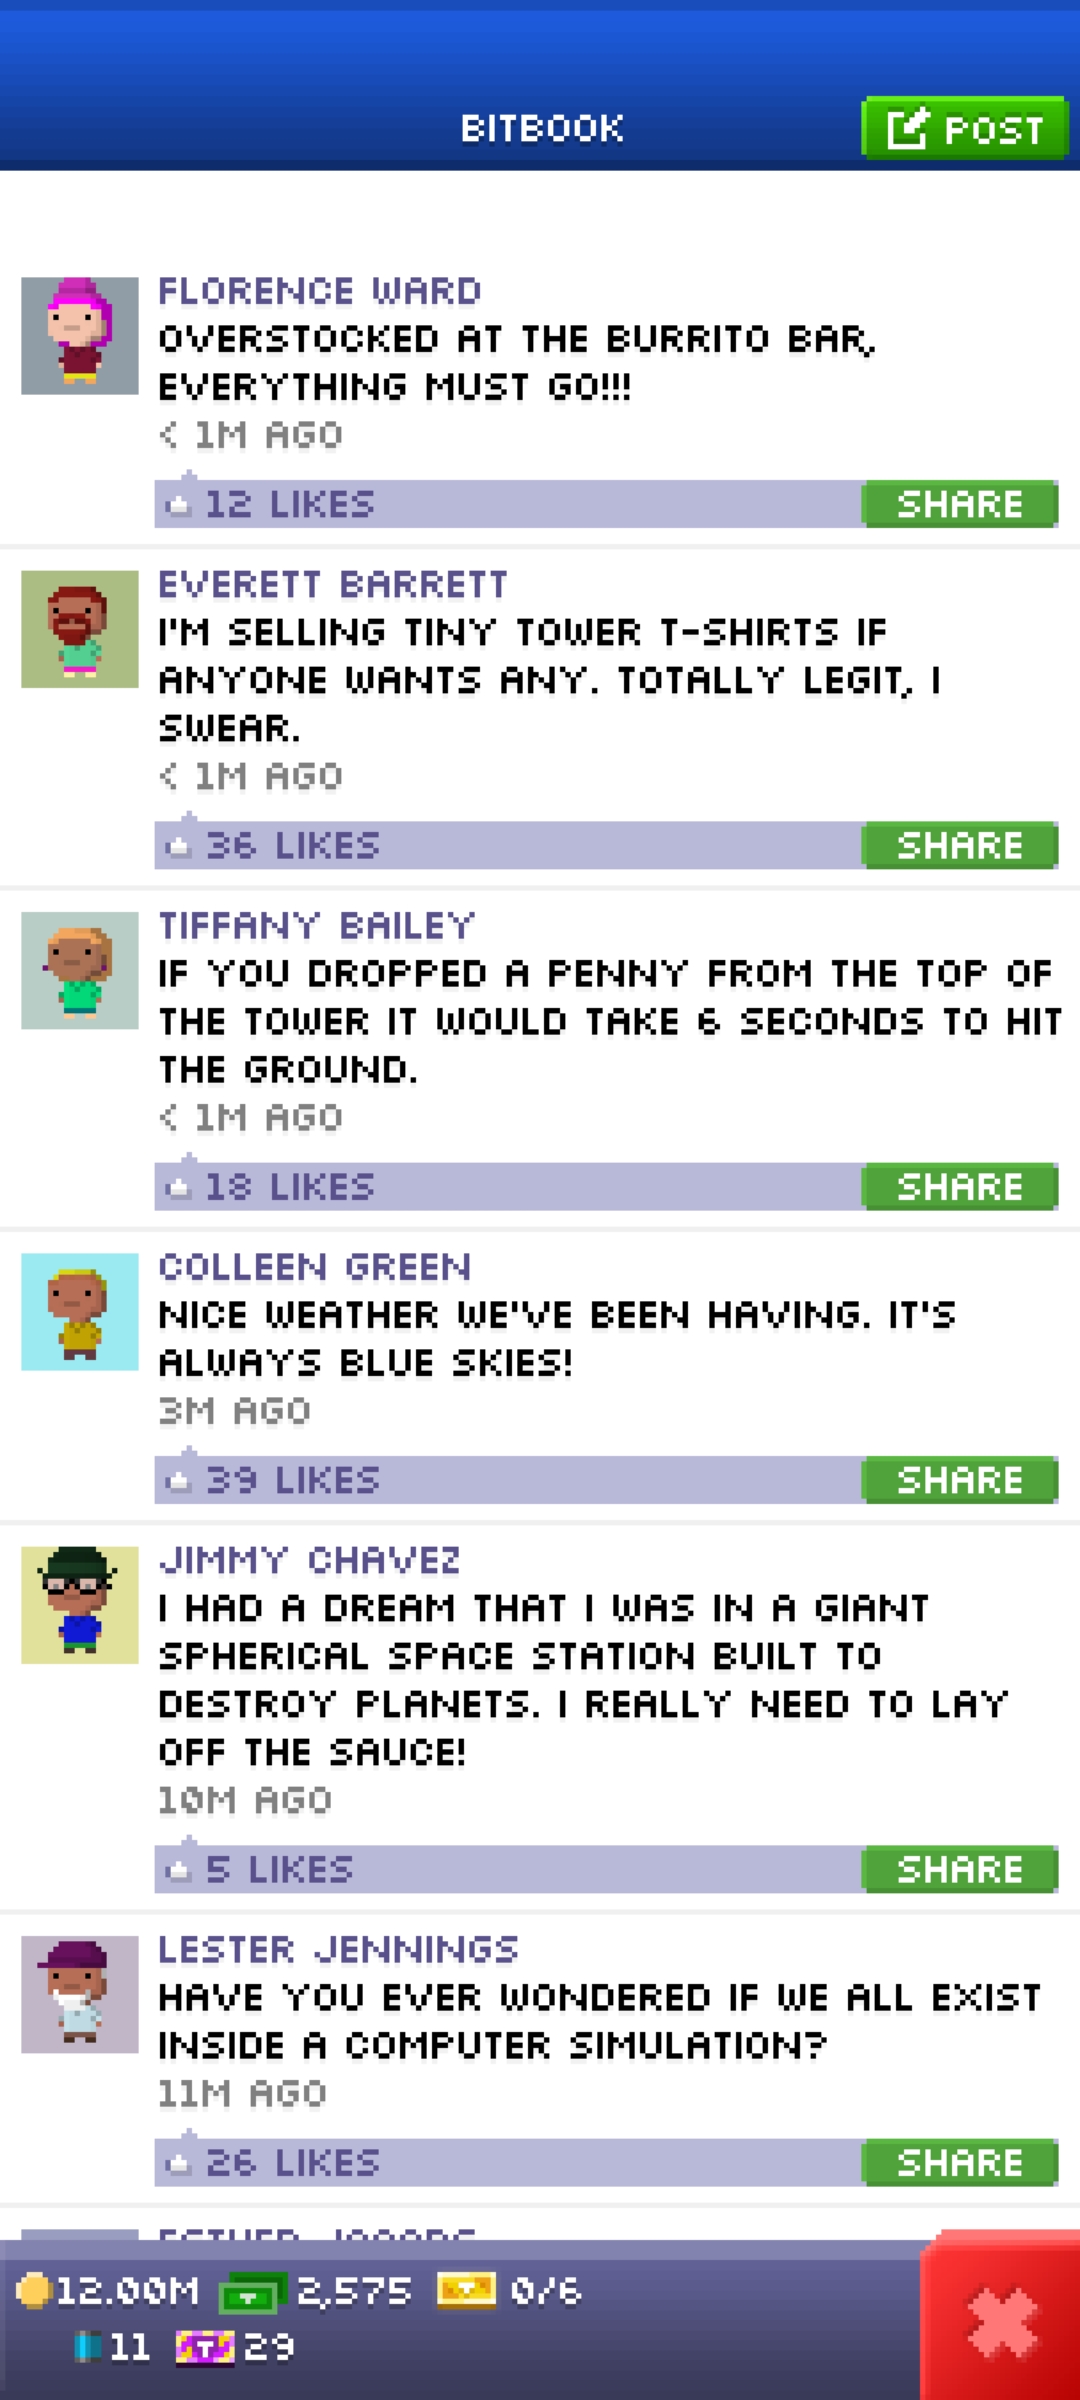 BITBOOK
POST
FLORENCE WARD
OVERSTOCKED AT THE BURRITO BAR,
EVERYTHING MUST GO!!!
< 1M AGO
12 LIKES
SHARE
EVERETT BARRETT
I'M SELLING TINY TOWER T-SHIRTS IF
ANYONE WANTS ANY. TOTALLY LEGIT, I
SWEAR.
< 1M AGO
36 LIKES
SHARE
TIFFANY BAILEY
IF YOU DROPPED A PENNY FROM THE TOP OF
THE TOWER IT WOULD TAKE 6 SECONDS TO HIT
THE GROUND.
< 1M AGO
18 LIKES
SHARE
COLLEEN GREEN
NICE WEATHER WE'VE BEEN HAVING. IT'S
ALWAYS BLUE SKIES!
3M AGO
39 LIKES
SHARE
JIMMY CHAVEZ
I HAD A DREAM THAT I WAS IN A GIANT
SPHERICAL SPACE STATION BUILT TO
DESTROY PLANETS. I REALLY NEED TO LAY
OFF THE SAUCE!
10M AGO
5 LIKES
SHARE
LESTER JENNINGS
HAVE YOU EVER WONDERED IF WE ALL EXIST
INSIDE A COMPUTER SIMULATION?
11M AGO
26 LIKES
SHARE
12.00M 2,575 0/6
11 T 29